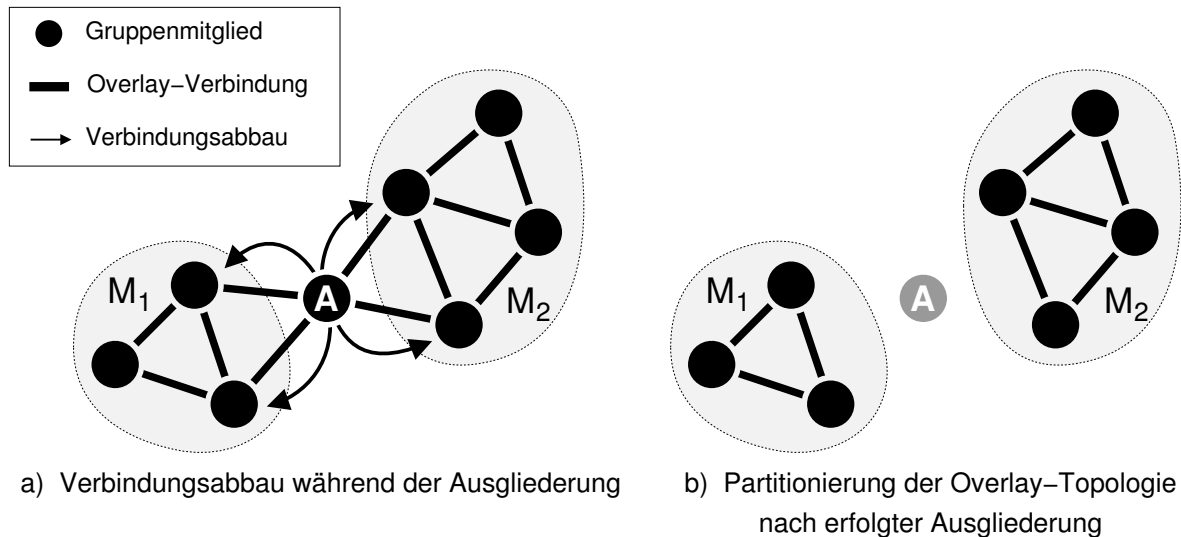 Gruppenmitglied
Overlay−Verbindung
Verbindungsabbau
M1
A
M2
M1
A
M2
a) Verbindungsabbau während der Ausgliederung
b) Partitionierung der Overlay−Topologie
nach erfolgter Ausgliederung